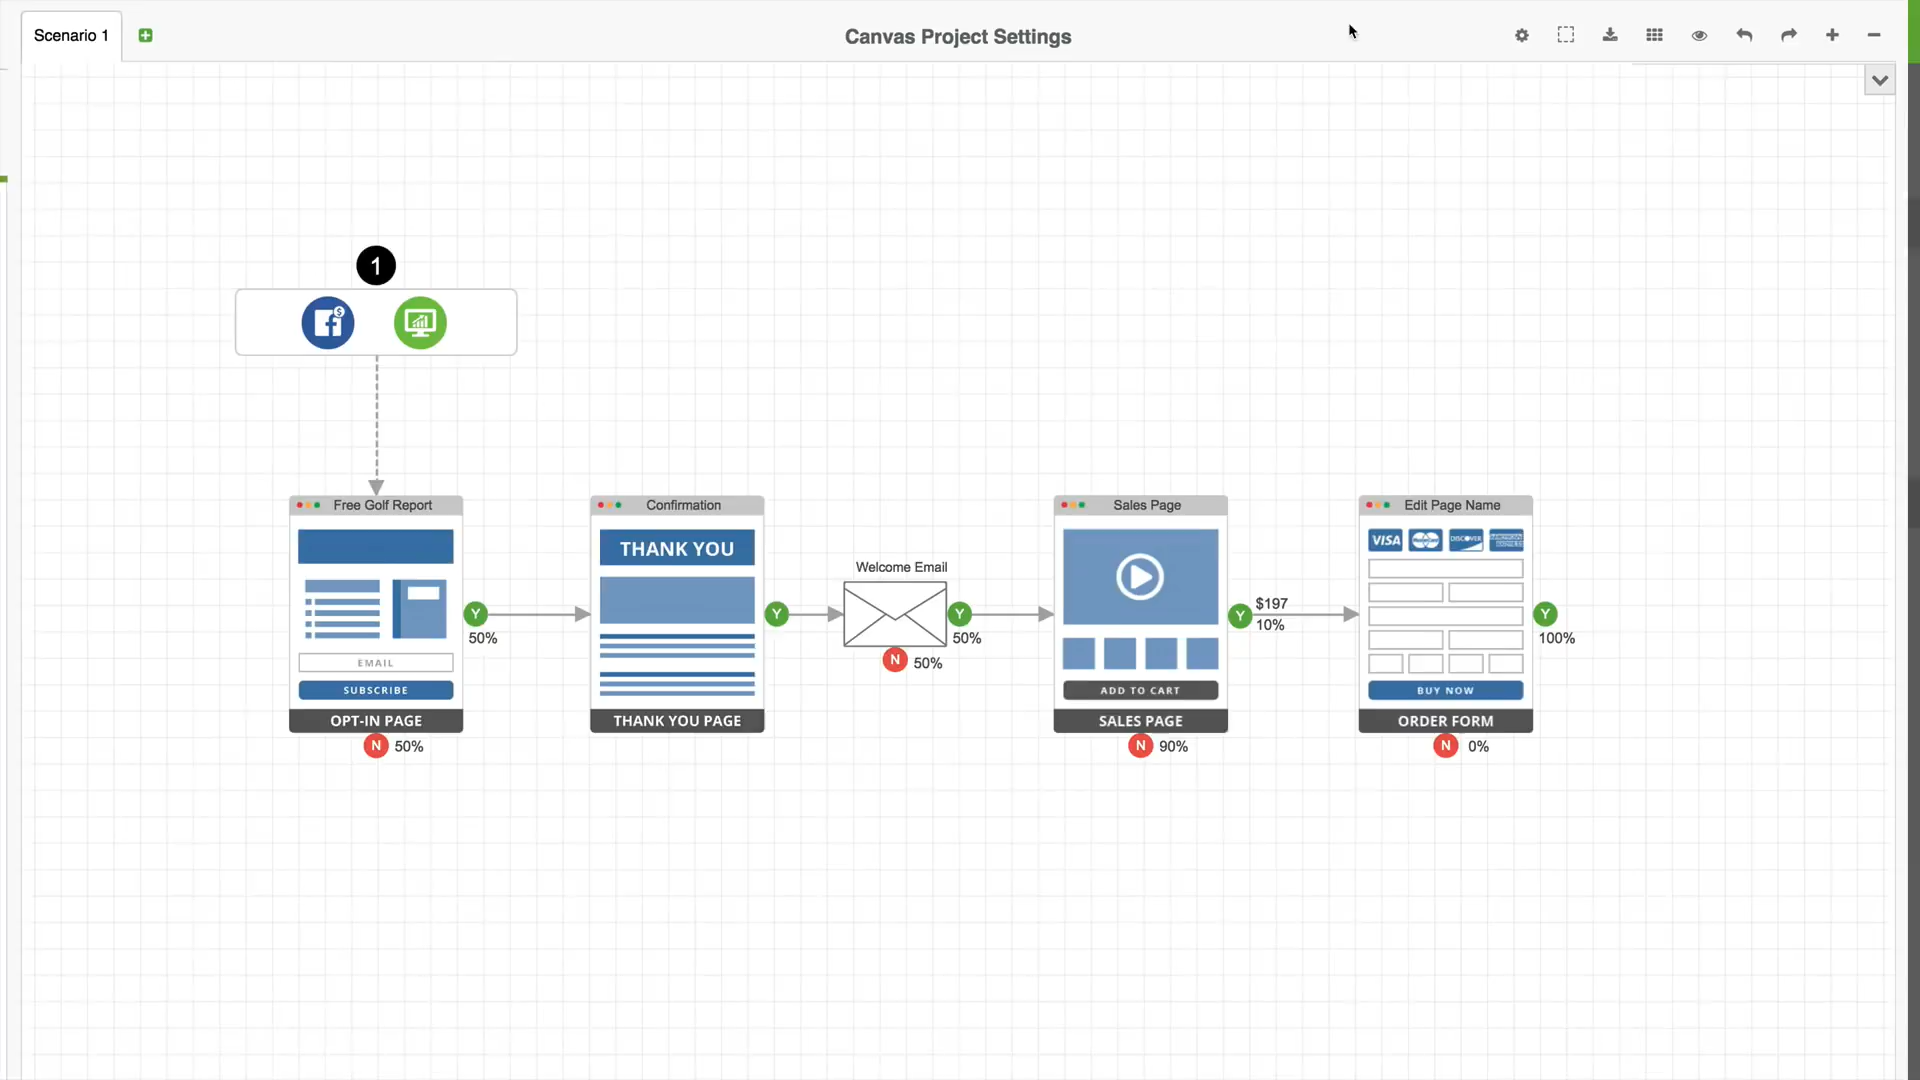 Scenario 1
Canvas Project Settings
1
$
Free Golf Report
Confirmation
Sales Page
Edit Page Name
VISA
DISCOVER
THANK YOU
Welcome Email
Y
Y
Y
Y
$197
Y
50%
50%
10%
100%
N 50%
EMAIL
SUBSCRIBE
ADD TO CART
BUY NOW
OPT-IN PAGE
THANK YOU PAGE
SALES PAGE
ORDER FORM
N 50%
N 90%
N 0%